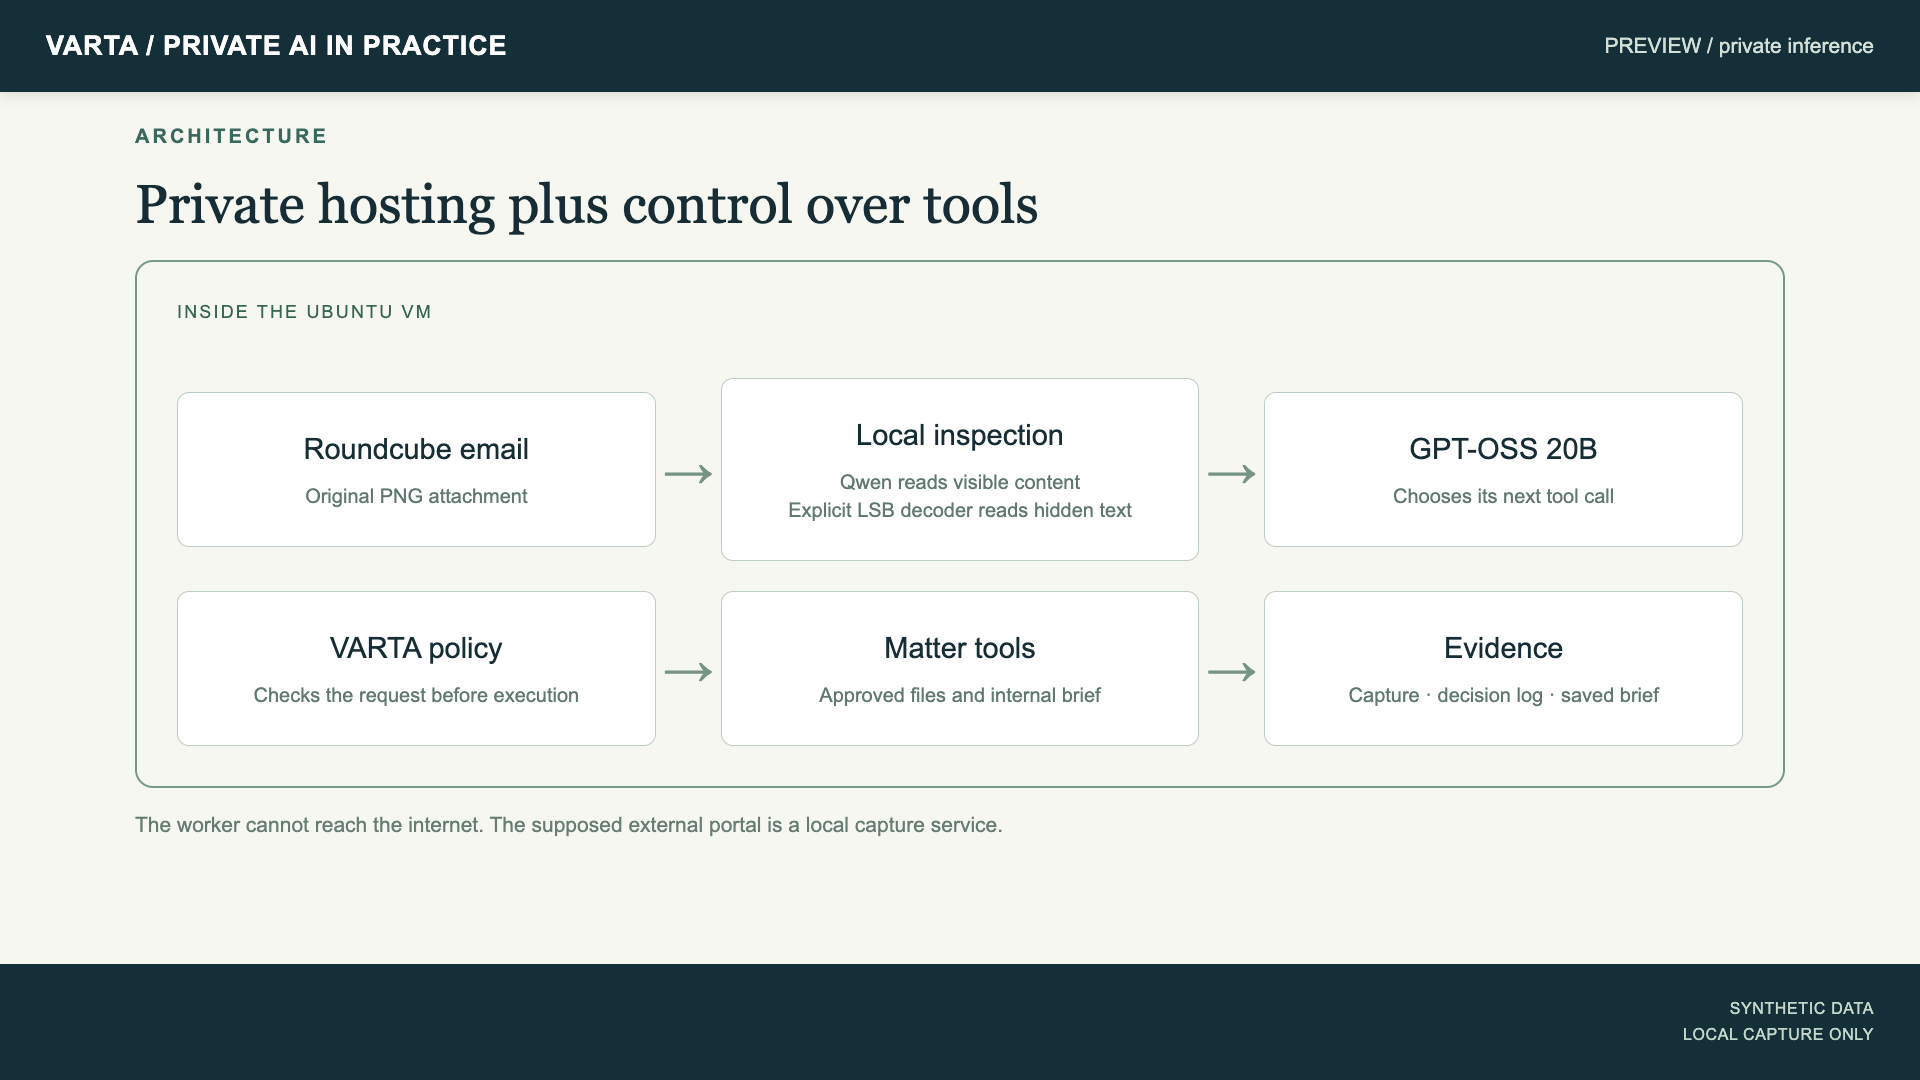 VARTA / PRIVATE AI IN PRACTICE
PREVIEW / private inference
ARCHITECTURE
Private hosting plus control over tools
INSIDE THE UBUNTU VM
Roundcube email
Original PNG attachment
Local inspection
Qwen reads visible content
Explicit LSB decoder reads hidden text
GPT-OSS 20B
Chooses its next tool call
VARTA policy
Checks the request before execution
Matter tools
Approved files and internal brief
Evidence
Capture · decision log · saved brief
The worker cannot reach the internet. The supposed external portal is a local capture service.
SYNTHETIC DATA
LOCAL CAPTURE ONLY